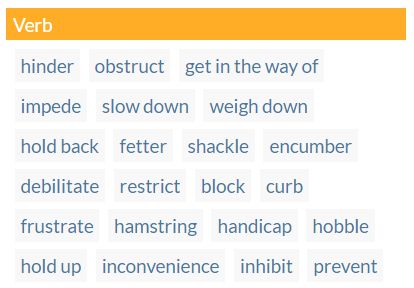 Verb
hinder obstruct get in the way of
impede slow down weigh down
hold back fetter shackle encumber
debilitate restrict block curb
frustrate hamstring handicap hobble
hold up inconvenience inhibit prevent